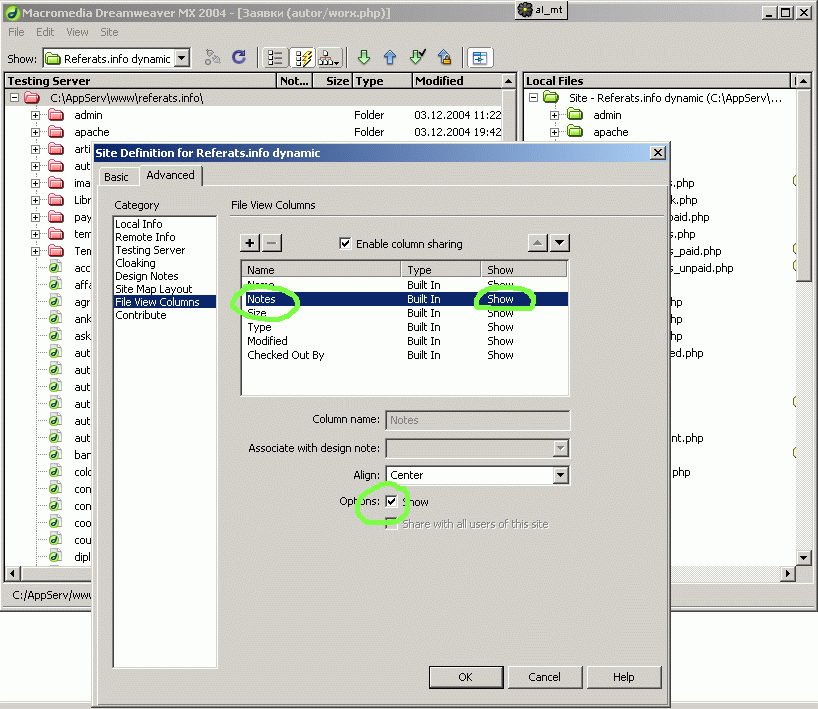 Macromedia Dreamweaver MX 2004 - [Заявки (autor/worx.php)]
al_mt
File Edit View Site
Show: Referats.info dynamic
Testing Server Not... Size Type Modified
Local Files
C:\AppServ\www\referats.info\
Site - Referats.info dynamic (C:\AppServ\...
admin Folder 03.12.2004 11:22
admin
apache Folder 03.12.2004 19:42
apache
arti
aut
ima
Libr
pay
tem
Tem
acc
affa
agr
ank
ask
aut
aut
aut
aut
aut
aut
ban
colo
con
con
coo
cou
dipl
s.php
k.php
paid.php
s.php
s_paid.php
s_unpaid.php
ed.php
nt.php
php
C:/AppServ/www
Site Definition for Referats.info dynamic
Basic Advanced
Category
Local Info
Remote Info
Testing Server
Cloaking
Design Notes
Site Map Layout
File View Columns
Contribute
File View Columns
Enable column sharing
Name Type Show
Name Built In Show
Notes Built In Show
Size Built In Show
Type Built In Show
Modified Built In Show
Checked Out By Built In Show
Column name: Notes
Associate with design note:
Align: Center
Options: Show
Share with all users of this site
OK Cancel Help